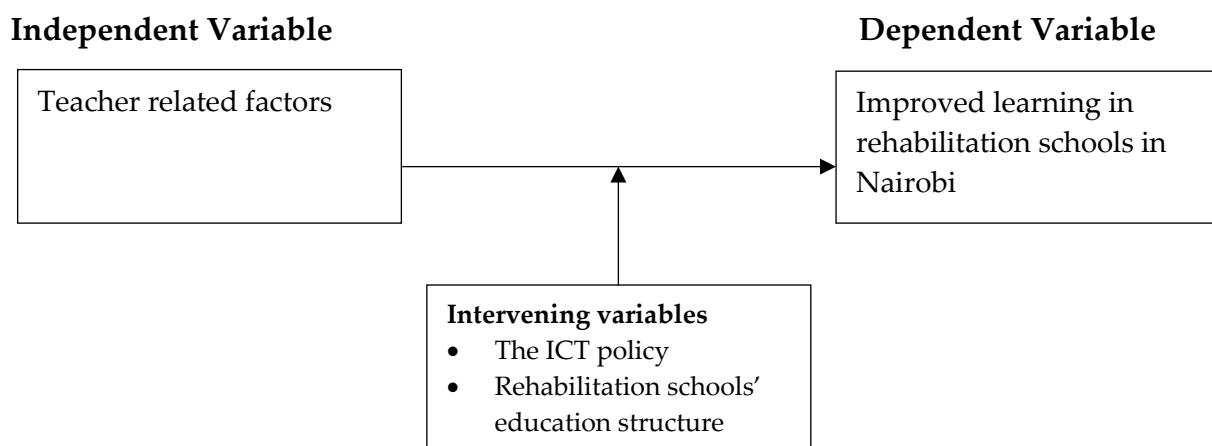 Independent Variable
Dependent Variable
Teacher related factors
Improved learning in
rehabilitation schools in
Nairobi
Intervening variables
• The ICT policy
• Rehabilitation schools’
education structure